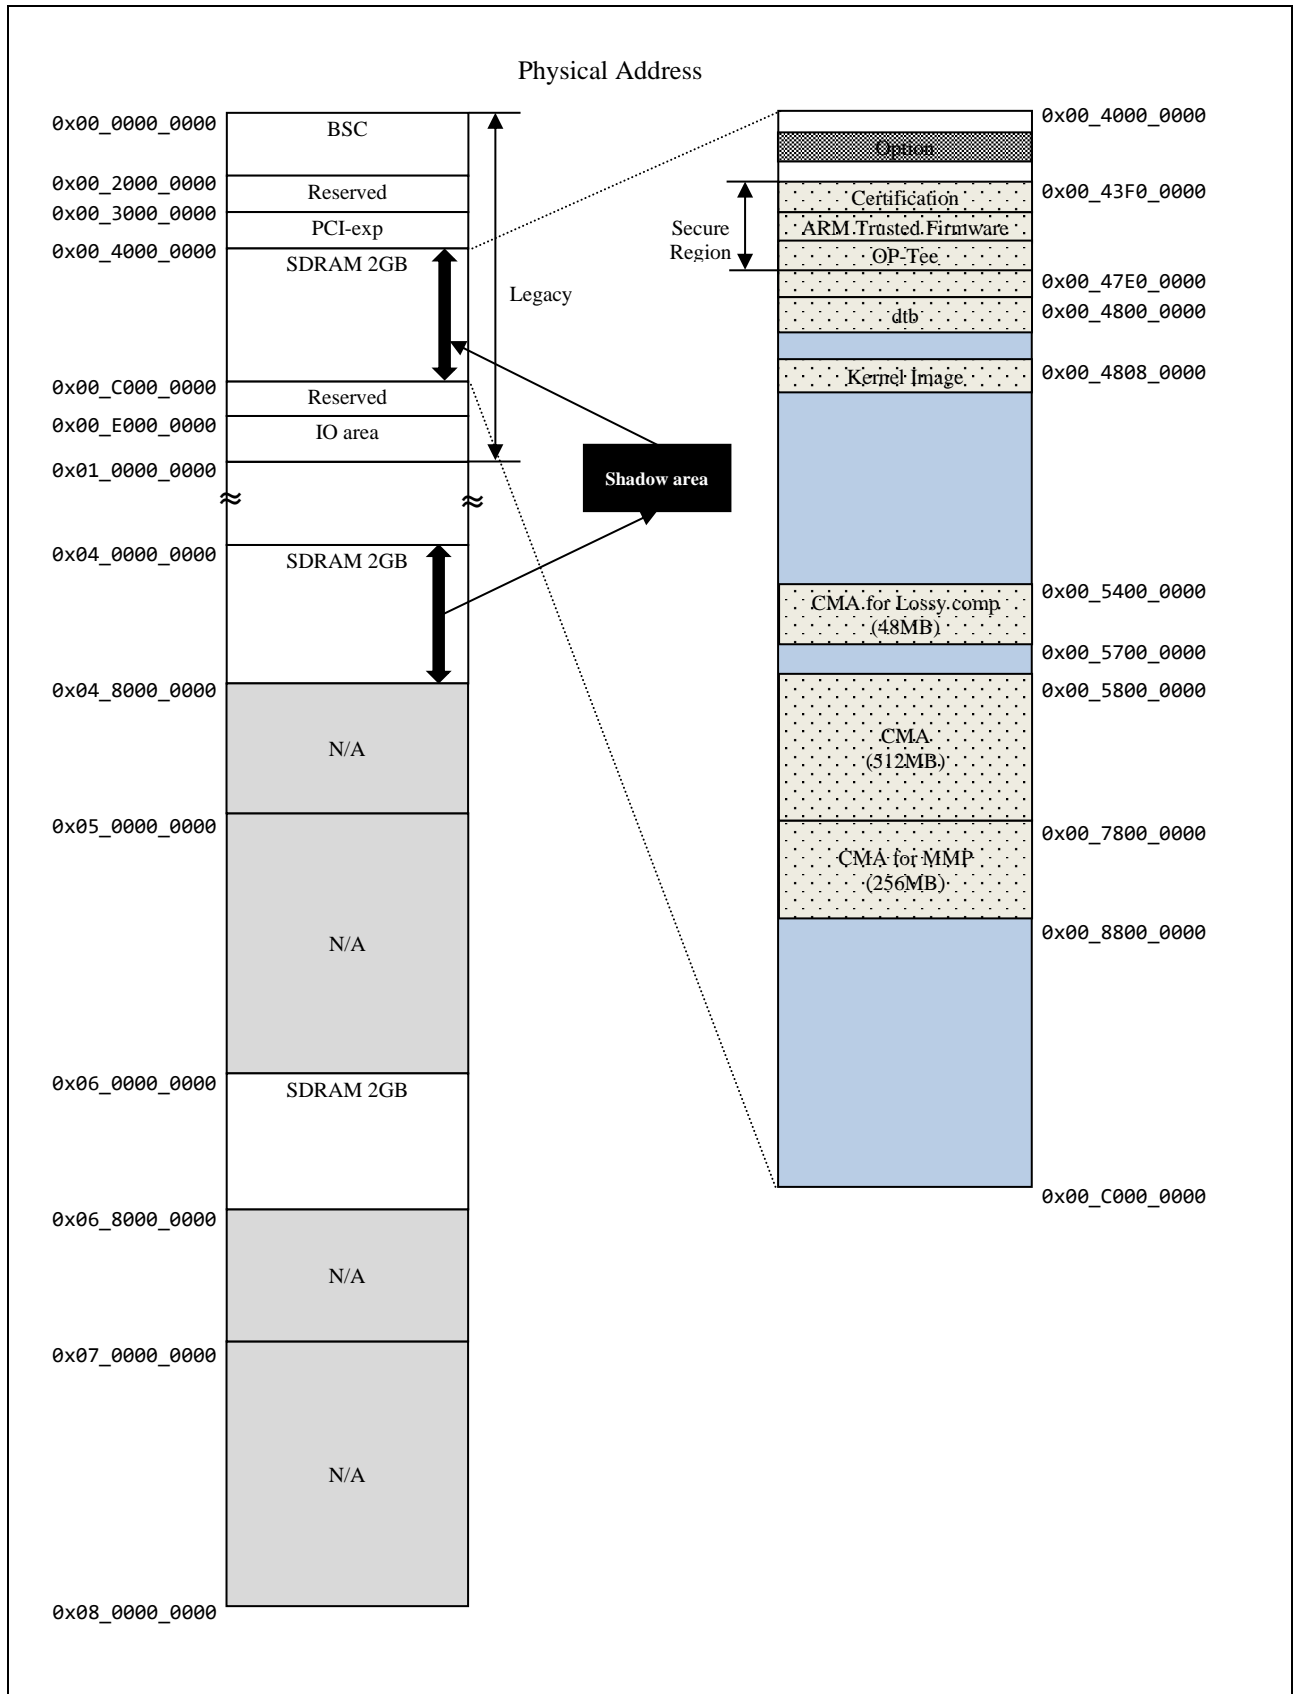 Physical Address
0x00_0000_0000
BSC
0x00_2000_0000
Reserved
0x00_3000_0000
PCI-exp
0x00_4000_0000
SDRAM 2GB
Legacy
0x00_C000_0000
Reserved
0x00_E000_0000
IO area
0x01_0000_0000
≈
≈
Shadow area
0x04_0000_0000
SDRAM 2GB
0x04_8000_0000
N/A
0x05_0000_0000
N/A
0x06_0000_0000
SDRAM 2GB
0x06_8000_0000
N/A
0x07_0000_0000
N/A
0x08_0000_0000
0x00_4000_0000
Option
Secure
Region
Certification
0x00_43F0_0000
ARM Trusted Firmware
OP-Tee
0x00_47E0_0000
dtb
0x00_4800_0000
Kernel Image
0x00_4808_0000
CMA for Lossy comp
(48MB)
0x00_5400_0000
0x00_5700_0000
0x00_5800_0000
CMA
(512MB)
0x00_7800_0000
CMA for MMP
(256MB)
0x00_8800_0000
0x00_C000_0000